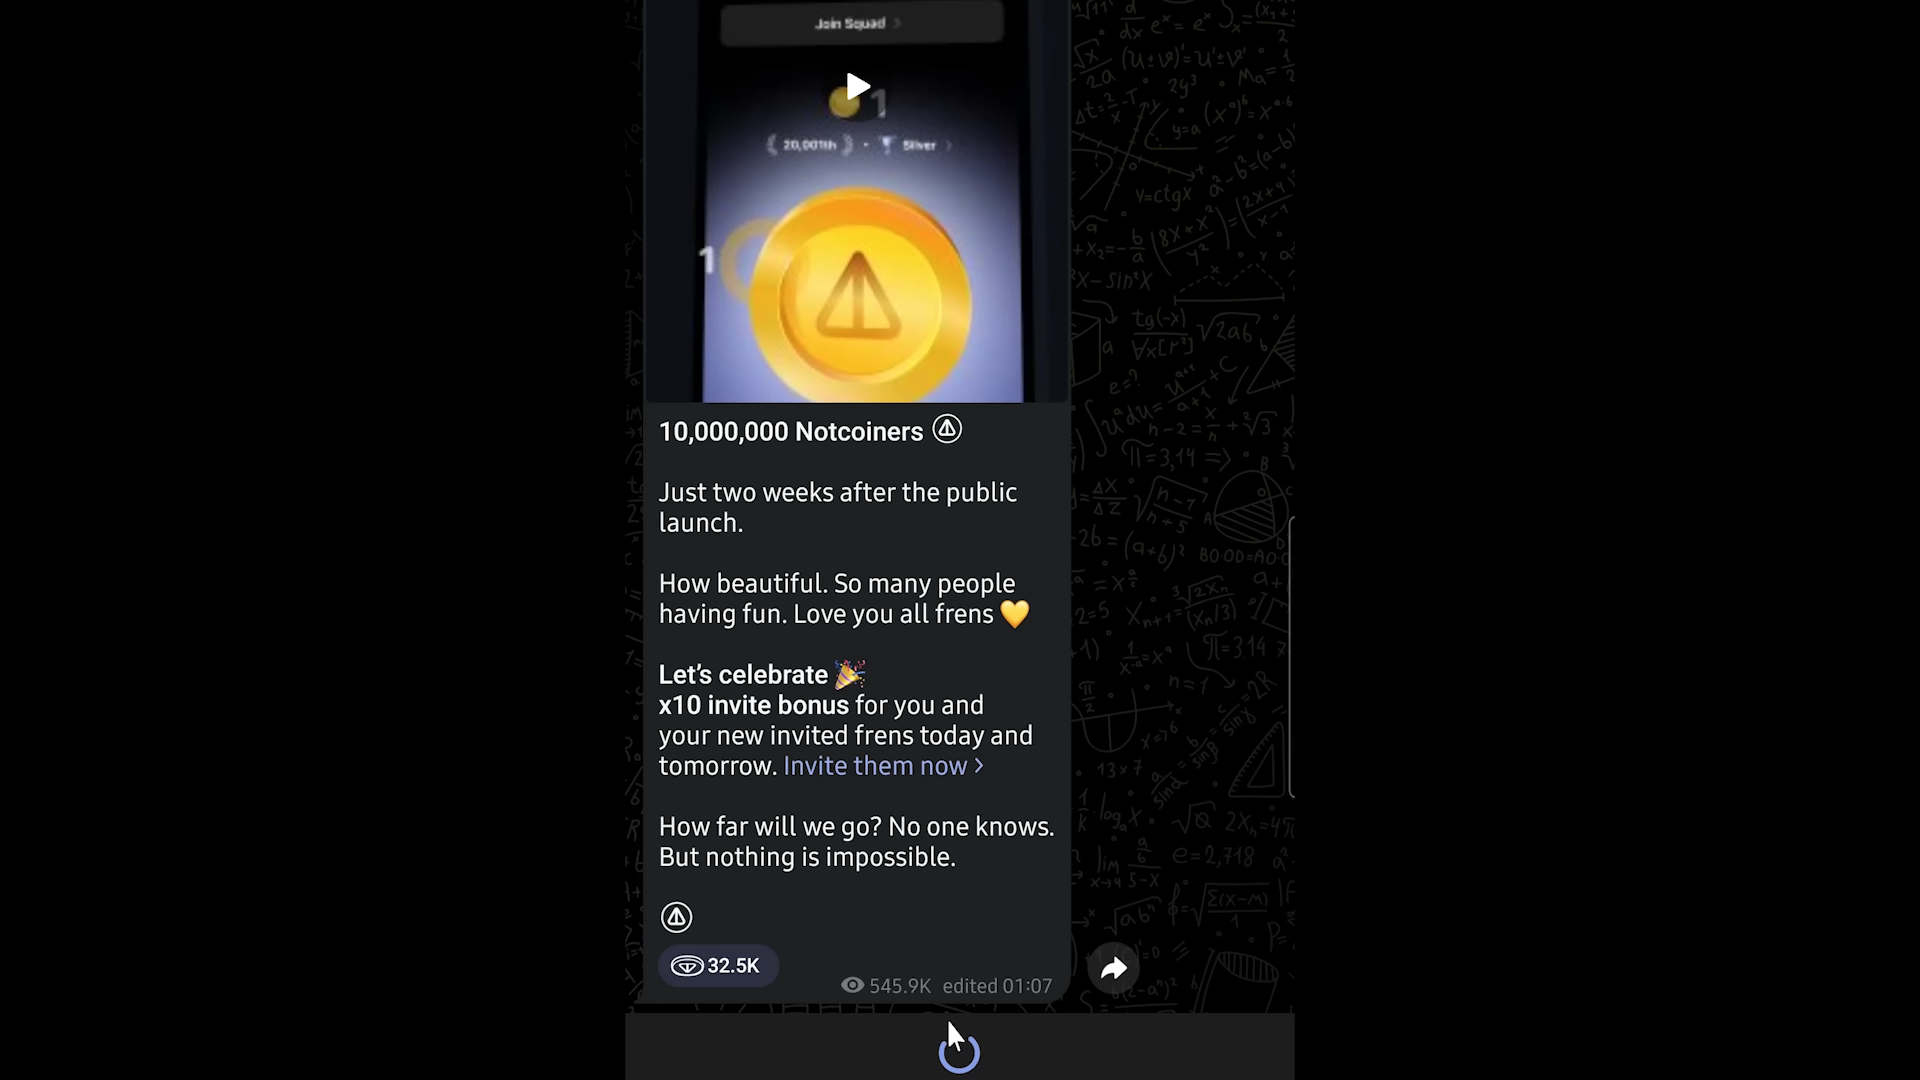 Join Squad
1
20,001th • Silver
1
10,000,000 Notcoiners
Just two weeks after the public
launch.
How beautiful. So many people
having fun. Love you all frens 💛
Let's celebrate 🎉
x10 invite bonus for you and
your new invited frens today and
tomorrow. Invite them now >
How far will we go? No one knows.
But nothing is impossible.
32.5K
545.9K edited 01:07